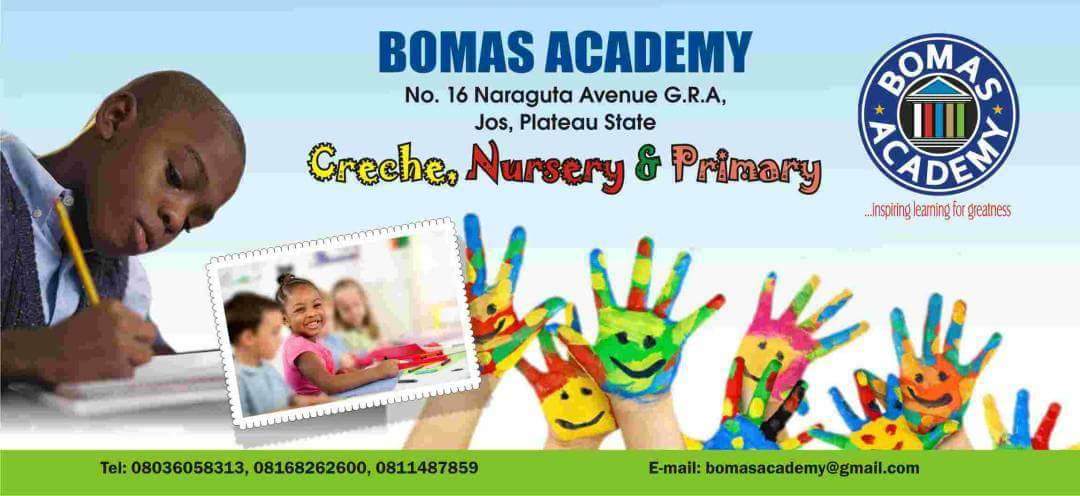 BOMAS ACADEMY
No. 16 Naraguta Avenue G.R.A,
Jos, Plateau State
Creche, Nursery & Primary
BOMAS
ACADEMY
...inspiring learning for greatness
Tel: 08036058313, 08168262600, 0811487859
E-mail: bomasacademy@gmail.com